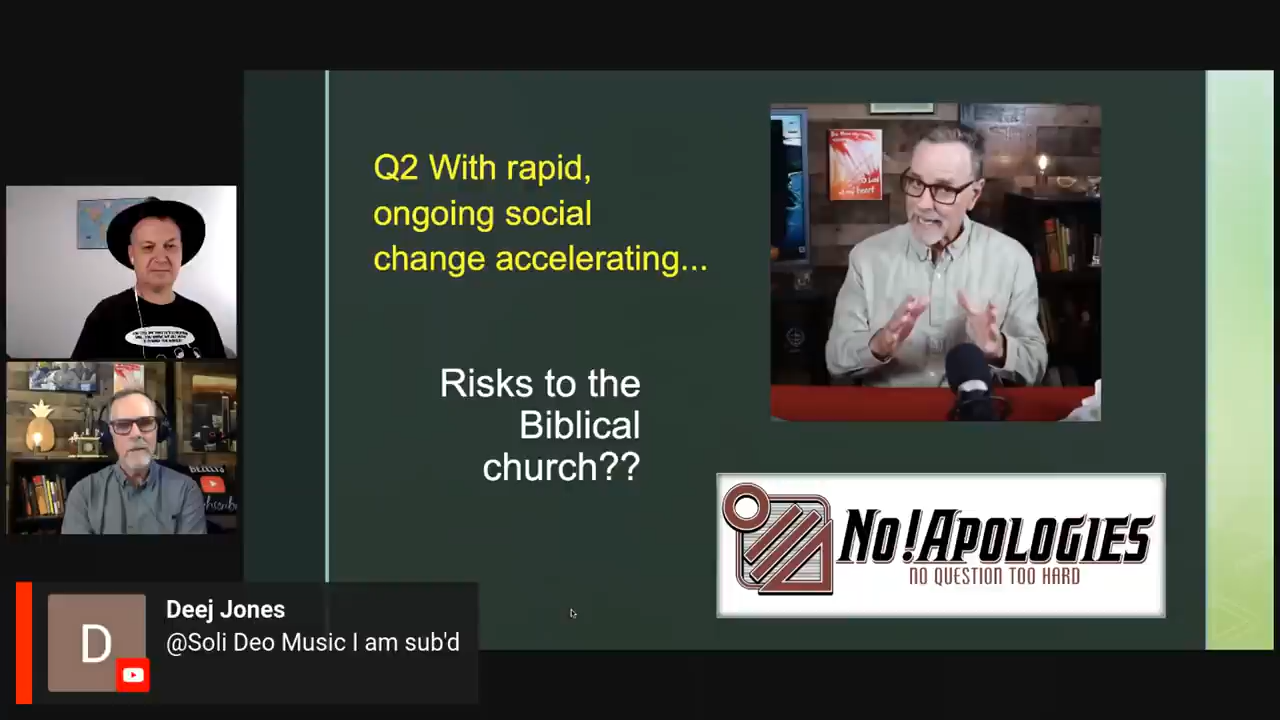 Q2 With rapid,
ongoing social
change accelerating...
Risks to the
Biblical
church??
No!Apologies
NO QUESTION TOO HARD
D
Deej Jones
@Soli Deo Music I am sub'd